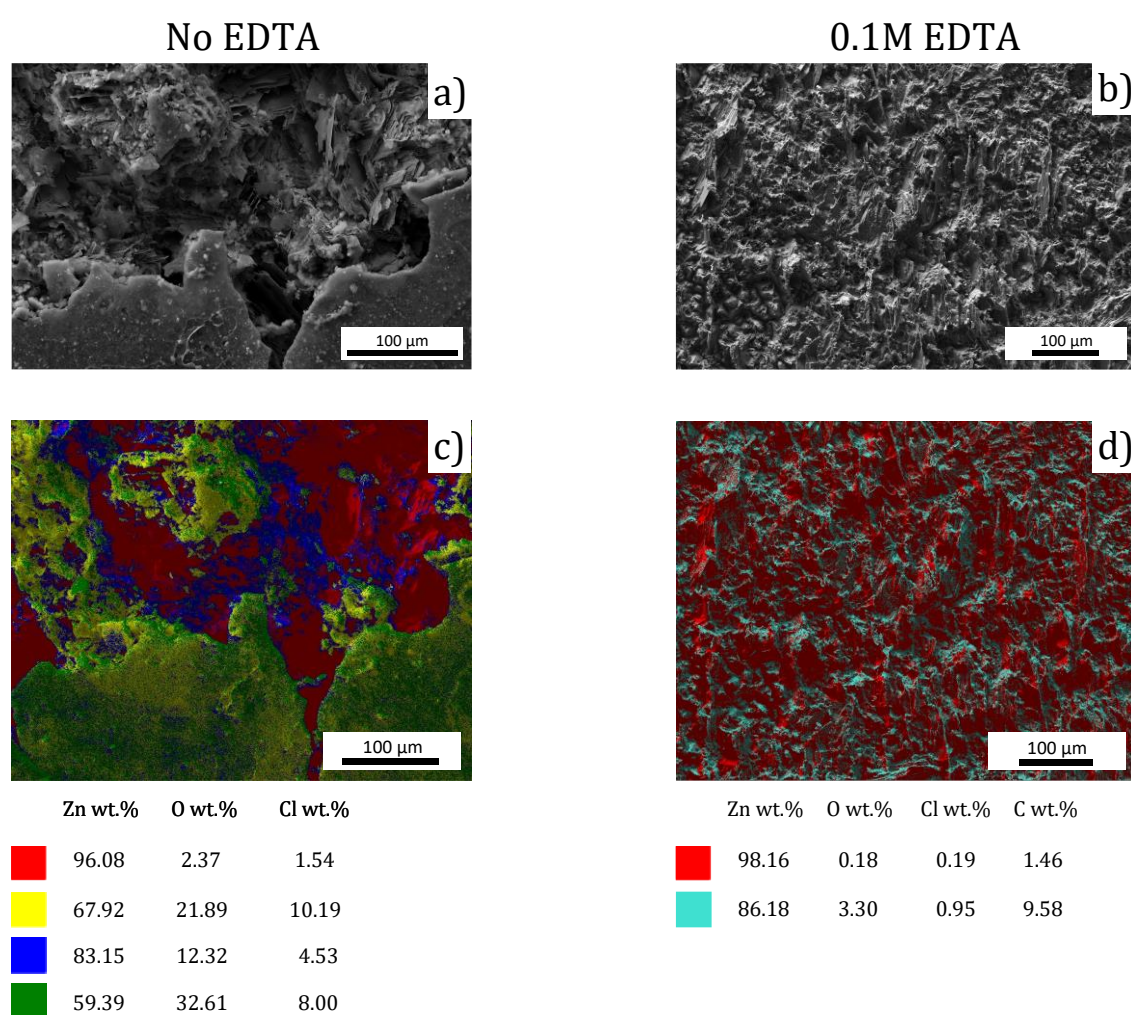 No EDTA
0.1M EDTA
a)
b)
100 µm
100 µm
c)
d)
100 µm
100 µm
Zn wt.% O wt.% Cl wt.%
96.08 2.37 1.54
67.92 21.89 10.19
83.15 12.32 4.53
59.39 32.61 8.00
Zn wt.% O wt.% Cl wt.% C wt.%
98.16 0.18 0.19 1.46
86.18 3.30 0.95 9.58